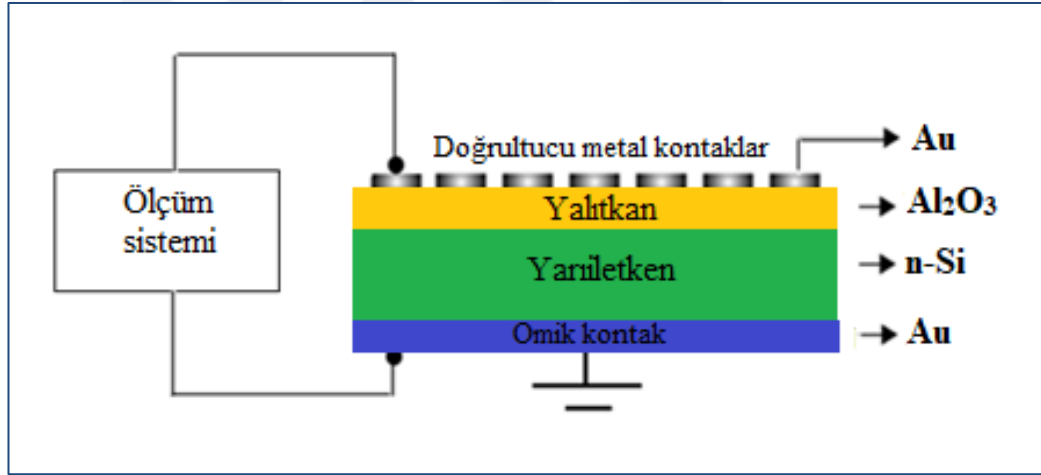 Doğrultucu metal kontaklar
Au
Ölçüm
sistemi
Yalıtkan
Al₂O₃
Yarıiletken
n-Si
Omik kontak
Au